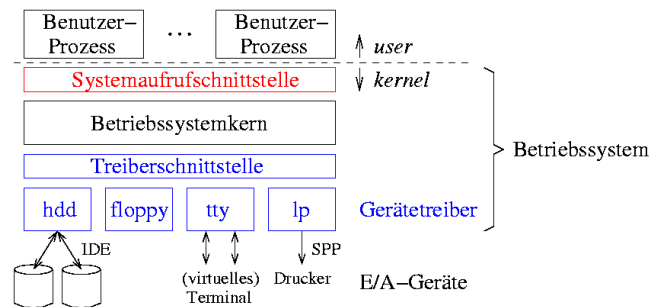 Benutzer–
Prozess
...
Benutzer–
Prozess
user
Systemaufrufschnittstelle
kernel
Betriebssystemkern
Betriebssystem
Treiberschnittstelle
hdd
floppy
tty
lp
Gerätetreiber
IDE
SPP
(virtuelles)
Terminal
Drucker
E/A–Geräte